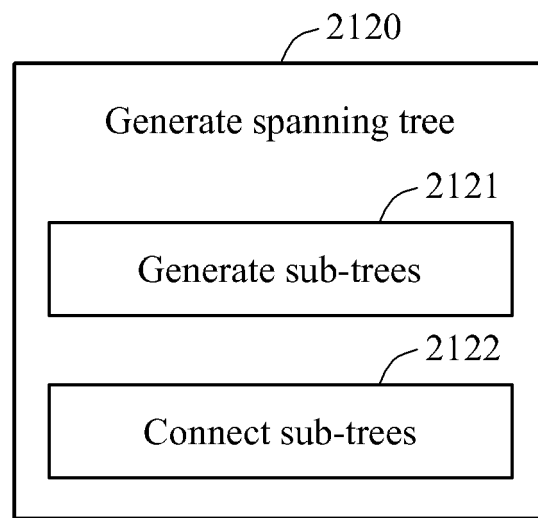 2120
Generate spanning tree
2121
Generate sub-trees
2122
Connect sub-trees